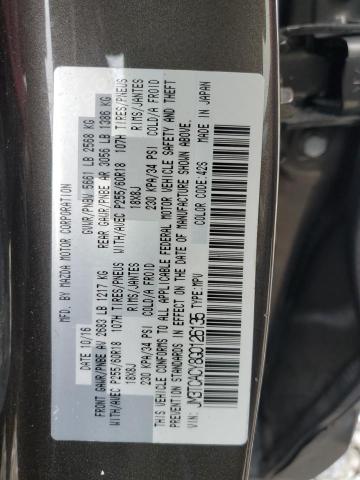 MFD. BY MAZDA MOTOR CORPORATION
DATE 10/16
GVWR/PNBV 5661 LB 2568 KG
FRONT GAWR/PNBE AV 2683 LB 1217 KG
REAR GAWR/PNBE AR 3056 LB 1386 KG
WITH/AVEC P255/60R18 107H TIRES/PNEUS
WITH/AVEC P255/60R18 107H TIRES/PNEUS
18X8J RIMS/JANTES
18X8J RIMS/JANTES
230 KPA/34 PSI COLD/A FROID
230 KPA/34 PSI COLD/A FROID
THIS VEHICLE CONFORMS TO ALL APPLICABLE FEDERAL MOTOR VEHICLE SAFETY AND THEFT
PREVENTION STANDARDS IN EFFECT ON THE DATE OF MANUFACTURE SHOWN ABOVE.
JM3TCACYXG0126135 TYPE:MPV
COLOR CODE:42S
MADE IN JAPAN